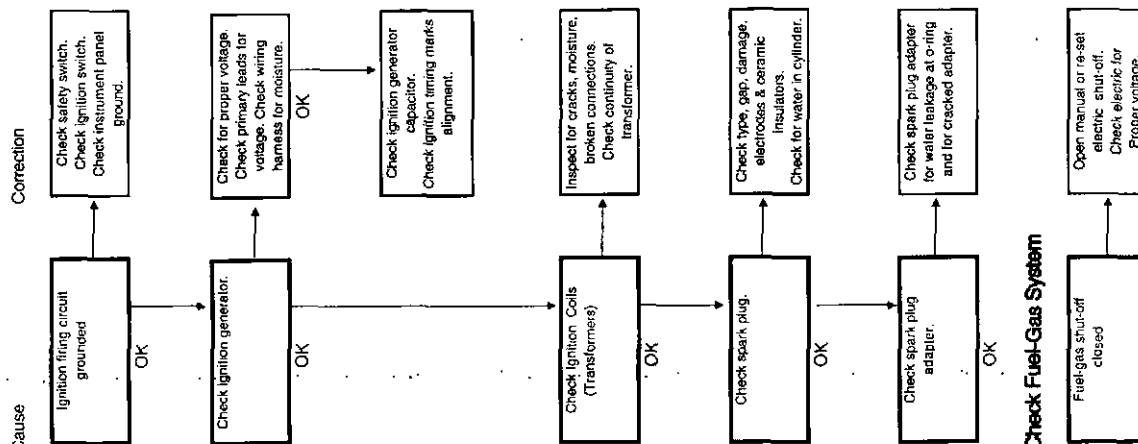 Cause
Correction
Ignition firing circuit
grounded
Check safety switch.
Check ignition switch.
Check instrument panel
ground.
OK
Check ignition generator.
Check for proper voltage.
Check primary leads for
voltage. Check wiring
harness for moisture.
OK
OK
Check ignition generator
capacitor.
Check ignition timing marks
alignment.
Check Ignition Coils
(Transformers)
Inspect for cracks, moisture,
broken connections.
Check continuity of
transformer.
OK
Check spark plug.
Check type, gap, damage,
electrodes & ceramic
Insulators.
Check for water in cylinder.
OK
Check spark plug
adapter.
Check spark plug adapter
for water leakage at o-ring
and for cracked adapter.
OK
Check Fuel-Gas System
Fuel-gas shut-off
closed
Open manual or re-set
electric shut-off.
Check electric for
Proper voltage